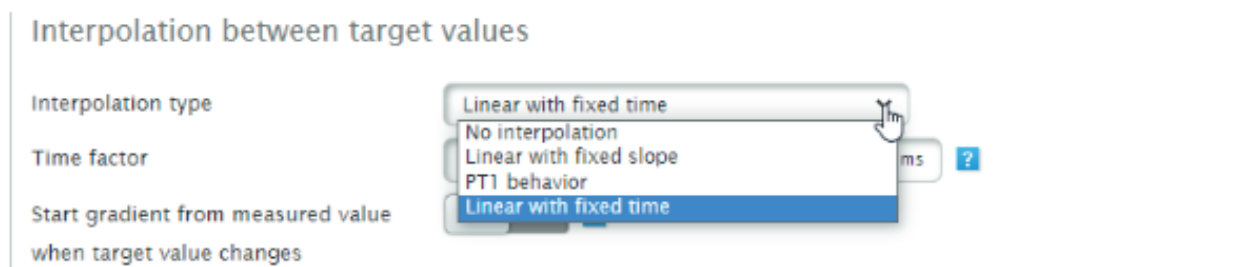 Interpolation between target values
Interpolation type
Linear with fixed time
No interpolation
Linear with fixed slope
PT1 behavior
Linear with fixed time
Time factor
ms ?
Start gradient from measured value
when target value changes